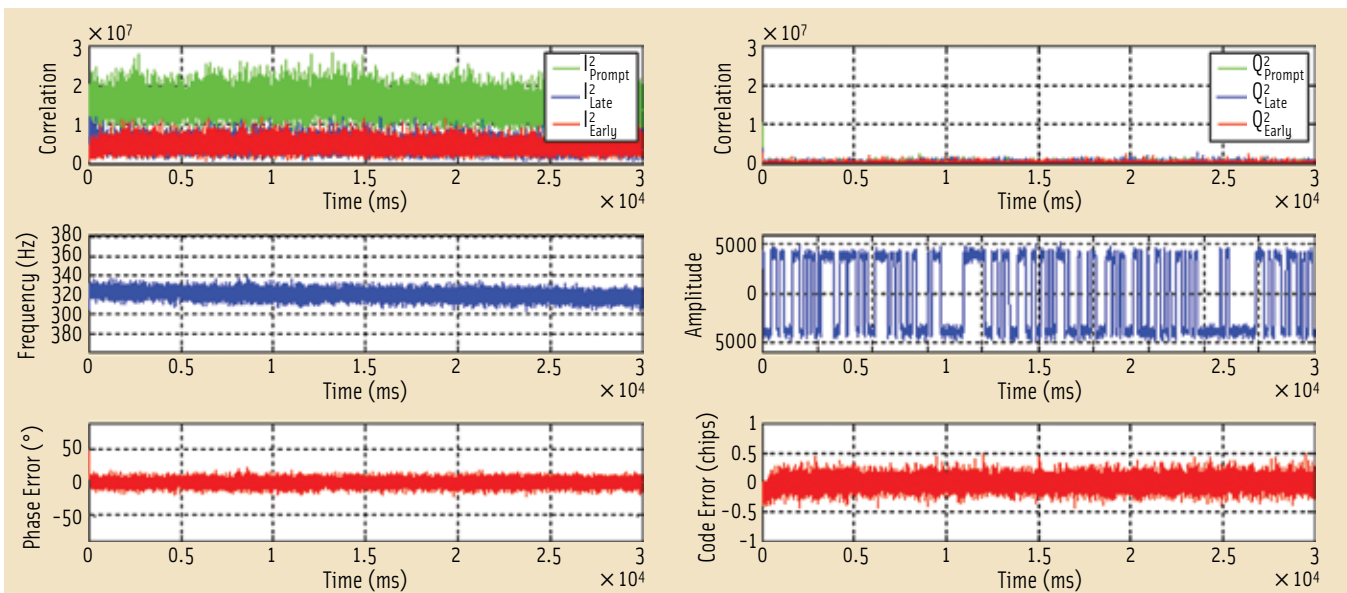 ×10⁷
3
2
1
0
Correlation
I²Prompt
I²Late
I²Early
0 0.5 1 1.5 2 2.5 3
Time (ms)
×10⁴
×10⁷
3
2
1
0
Correlation
Q²Prompt
Q²Late
Q²Early
0 0.5 1 1.5 2 2.5 3
Time (ms)
×10⁴
380
360
340
320
300
380
Frequency (Hz)
0 0.5 1 1.5 2 2.5 3
Time (ms)
×10⁴
5000
0
5000
Amplitude
0 0.5 1 1.5 2 2.5 3
Time (ms)
×10⁴
50
0
−50
Phase Error (°)
0 0.5 1 1.5 2 2.5 3
Time (ms)
×10⁴
1
0.5
0
−0.5
−1
Code Error (chips)
0 0.5 1 1.5 2 2.5 3
Time (ms)
×10⁴